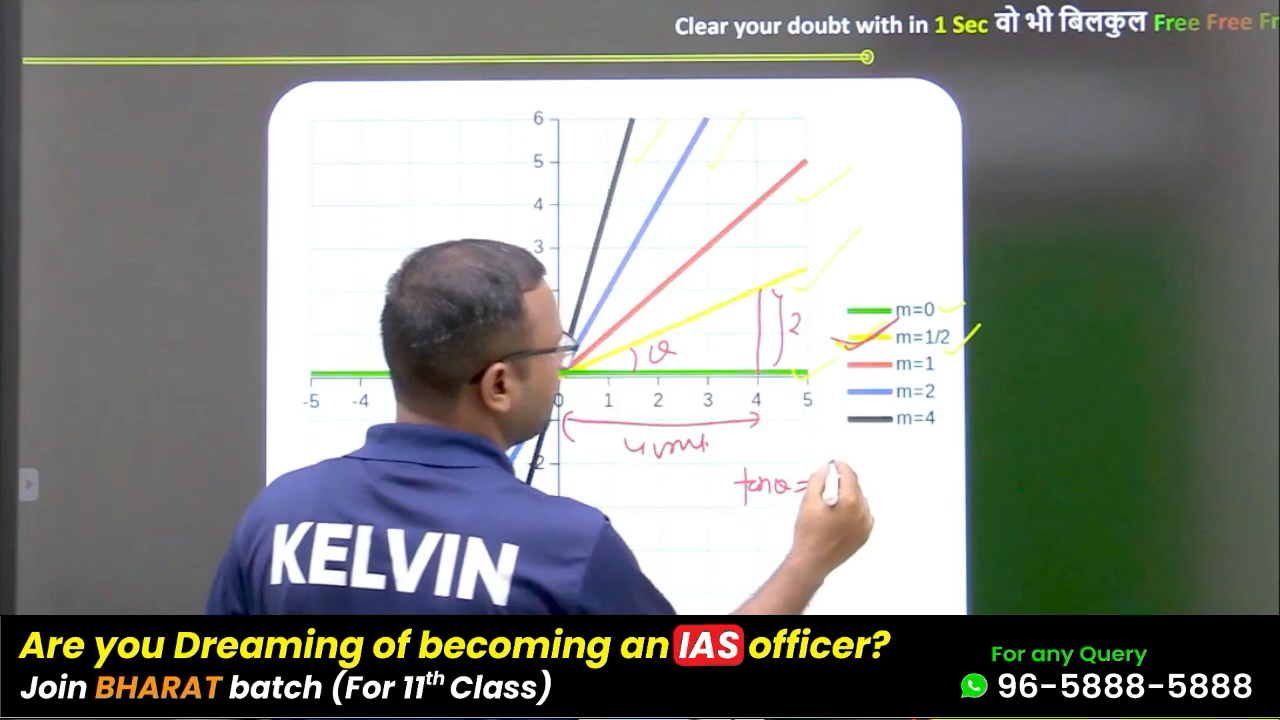 Clear your doubt with in 1 Sec वो भी बिलकुल Free Free Fr
6
5
4
3
-5 -4 0 1 2 3 4 5
-2
m=0
m=1/2
m=1
m=2
m=4
θ
2
4 unit
tanθ=
KELVIN
Are you Dreaming of becoming an IAS officer?
Join BHARAT batch (For 11th Class)
For any Query
96-5888-5888